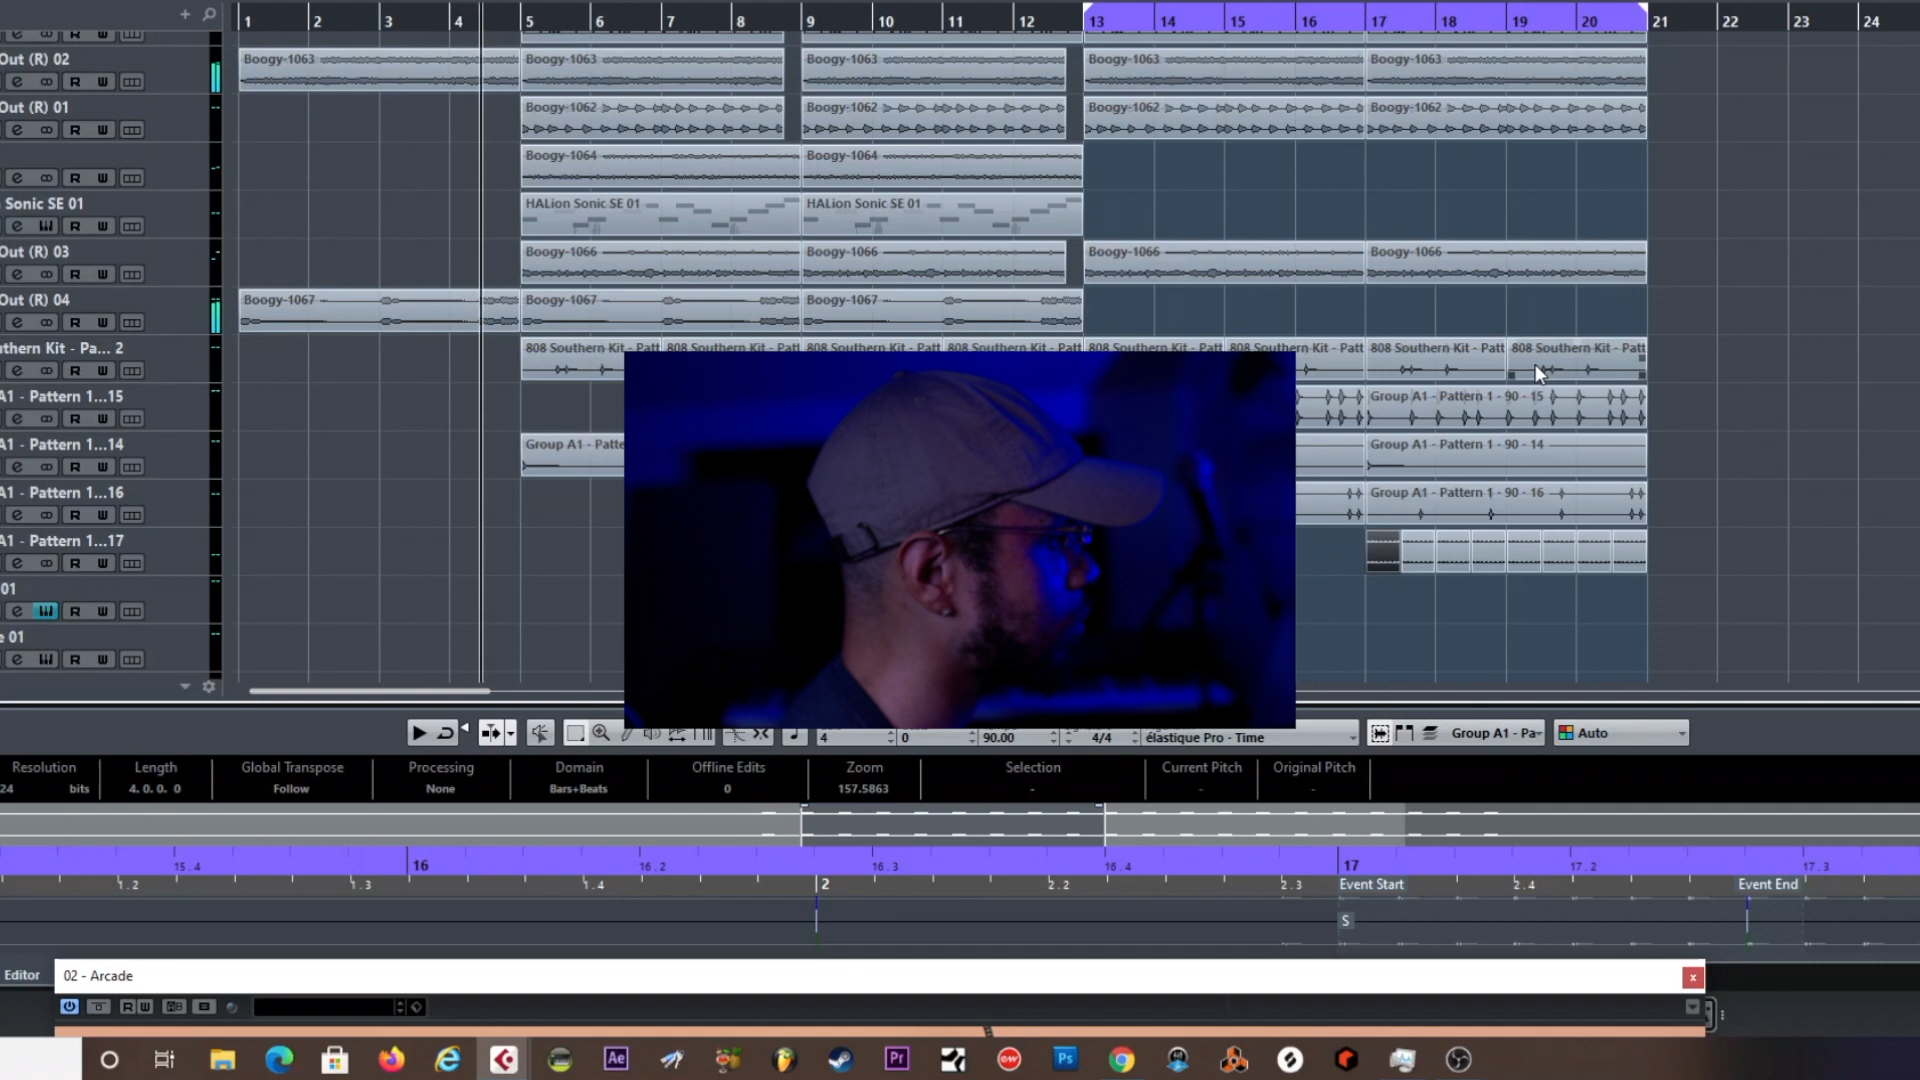 1 2 3 4 5 6 7 8 9 10 11 12 13 14 15 16 17 18 19 20 21 22 23 24
Out (R) 02
R W
Boogy-1063 Boogy-1063 Boogy-1063 Boogy-1063 Boogy-1063
Out (R) 01
R W
Boogy-1062 Boogy-1062 Boogy-1062 Boogy-1062
Boogy-1064 Boogy-1064
R W
Sonic SE 01
R W
HALion Sonic SE 01 HALion Sonic SE 01
Out (R) 03
R W
Boogy-1066 Boogy-1066 Boogy-1066 Boogy-1066
Out (R) 04
R W
Boogy-1067 Boogy-1067 Boogy-1067
uthern Kit - Pa... 2
R W
808 Southern Kit - Patt 808 Southern Kit - Patt 808 Southern Kit - Patt 808 Southern Kit - Patt 808 Southern Kit - Patt 808 Southern Kit - Patt 808 Southern Kit - Patt 808 Southern Kit - Patt
A1 - Pattern 1...15
R W
Group A1 - Pattern 1 - 90 - 15
A1 - Pattern 1...14
R W
Group A1 - Patte Group A1 - Pattern 1 - 90 - 14
A1 - Pattern 1...16
R W
Group A1 - Pattern 1 - 90 - 16
A1 - Pattern 1...17
R W
01
R W
e 01
R W
4 0 90.00 4/4 élastique Pro - Time Group A1 - Pa Auto
Resolution Length Global Transpose Processing Domain Offline Edits Zoom Selection Current Pitch Original Pitch
24 bits 4. 0. 0. 0 Follow None Bars+Beats 0 157.5863 - - -
15.4 16 16.2 16.3 16.4 17 17.2 17.3
1.2 1.3 1.4 2 2.2 2.3 Event Start 2.4 Event End
S
Editor 02 - Arcade x
R W
Ae Pr Ps